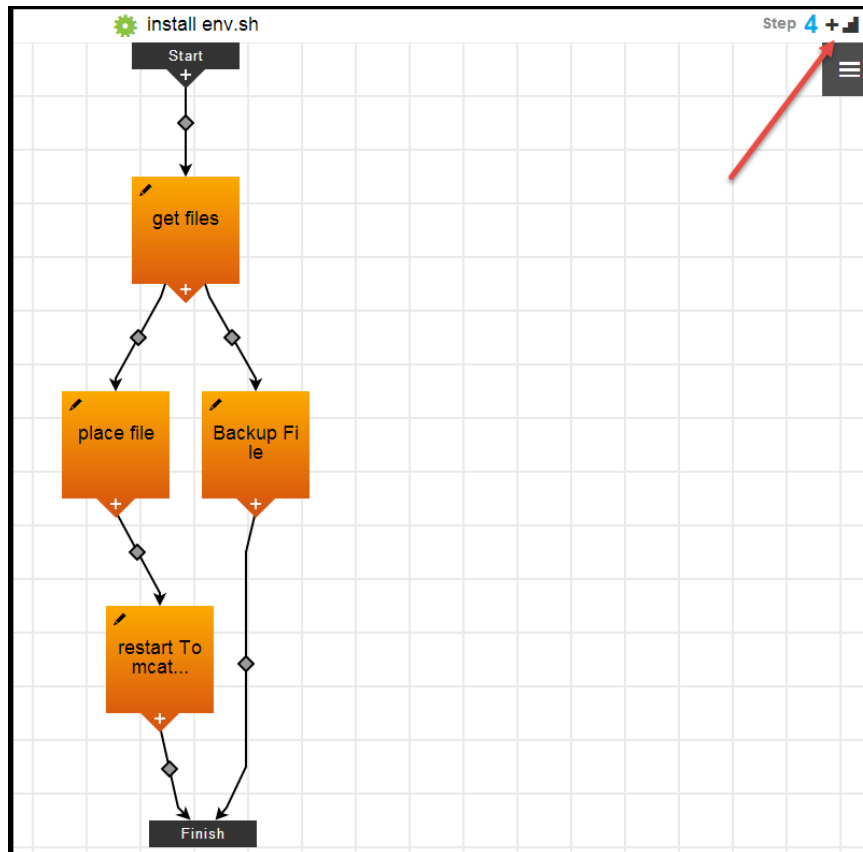 install env.sh
Step 4
Start
get files
place file
Backup Fi
le
restart To
mcat...
Finish